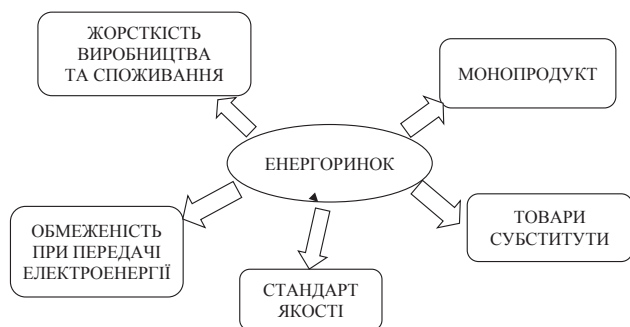 ЖОРСТКІСТЬ
ВИРОБНИЦТВА
ТА СПОЖИВАННЯ
МОНОПРОДУКТ
ЕНЕРГОРИНОК
ОБМЕЖЕНІСТЬ
ПРИ ПЕРЕДАЧІ
ЕЛЕКТРОЕНЕРГІЇ
ТОВАРИ
СУБСТИТУТИ
СТАНДАРТ
ЯКОСТІ